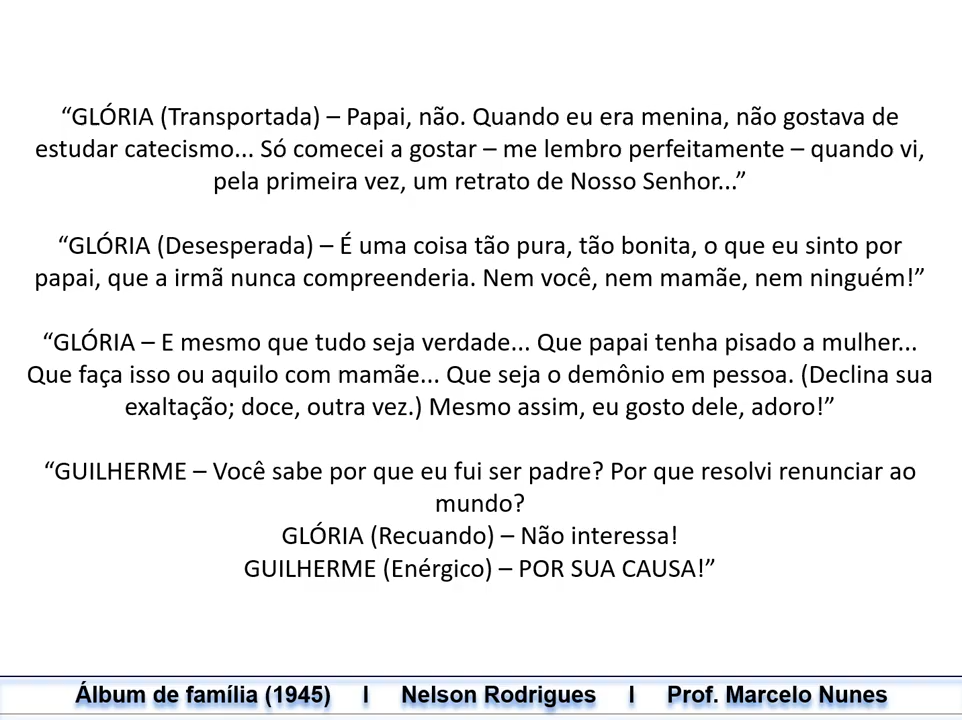 “GLÓRIA (Transportada) – Papai, não. Quando eu era menina, não gostava de
estudar catecismo... Só comecei a gostar – me lembro perfeitamente – quando vi,
pela primeira vez, um retrato de Nosso Senhor...”
“GLÓRIA (Desesperada) – É uma coisa tão pura, tão bonita, o que eu sinto por
papai, que a irmã nunca compreenderia. Nem você, nem mamãe, nem ninguém!”
“GLÓRIA – E mesmo que tudo seja verdade... Que papai tenha pisado a mulher...
Que faça isso ou aquilo com mamãe... Que seja o demônio em pessoa. (Declina sua
exaltação; doce, outra vez.) Mesmo assim, eu gosto dele, adoro!”
“GUILHERME – Você sabe por que eu fui ser padre? Por que resolvi renunciar ao
mundo?
GLÓRIA (Recuando) – Não interessa!
GUILHERME (Enérgico) – POR SUA CAUSA!”
Álbum de família (1945) I Nelson Rodrigues I Prof. Marcelo Nunes